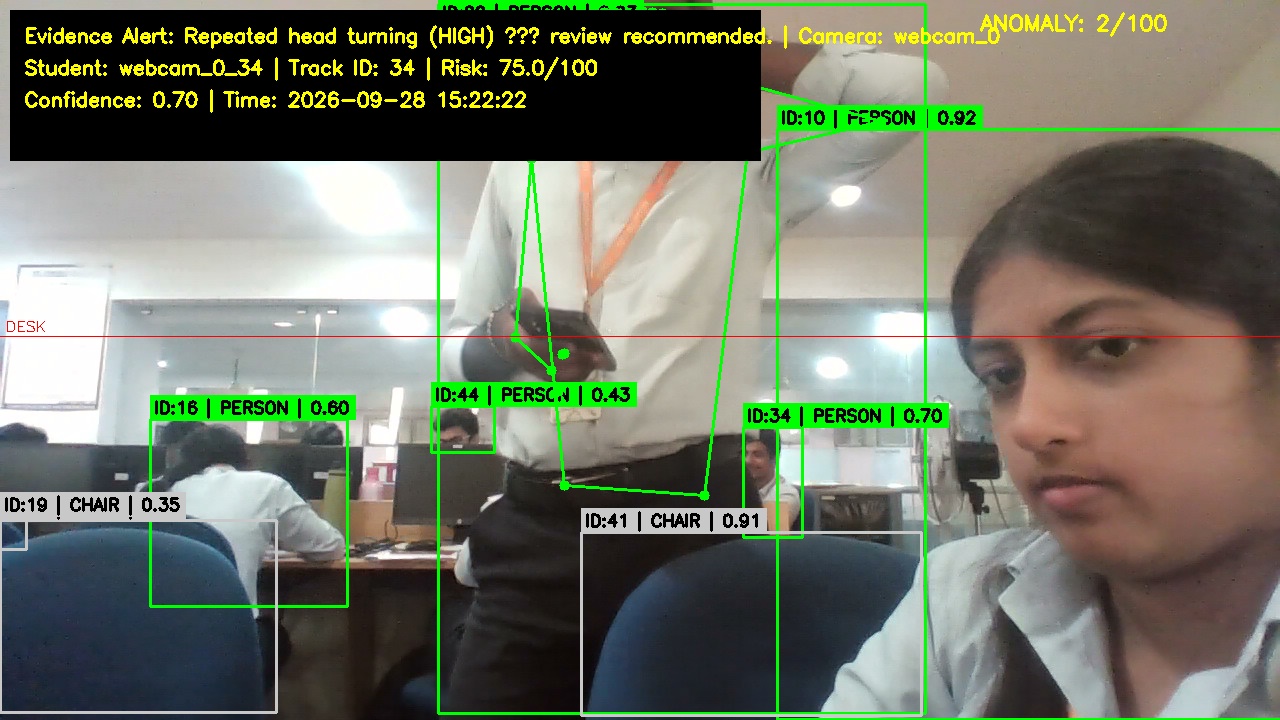 Evidence Alert: Repeated head turning (HIGH) ??? review recommended. | Camera: webcam_0
ANOMALY: 2/100
Student: webcam_0_34 | Track ID: 34 | Risk: 75.0/100
Confidence: 0.70 | Time: 2026-09-28 15:22:22
ID:10 | PERSON | 0.92
DESK
ID:44 | PERSON | 0.43
ID:16 | PERSON | 0.60
ID:34 | PERSON | 0.70
ID:19 | CHAIR | 0.35
ID:41 | CHAIR | 0.91